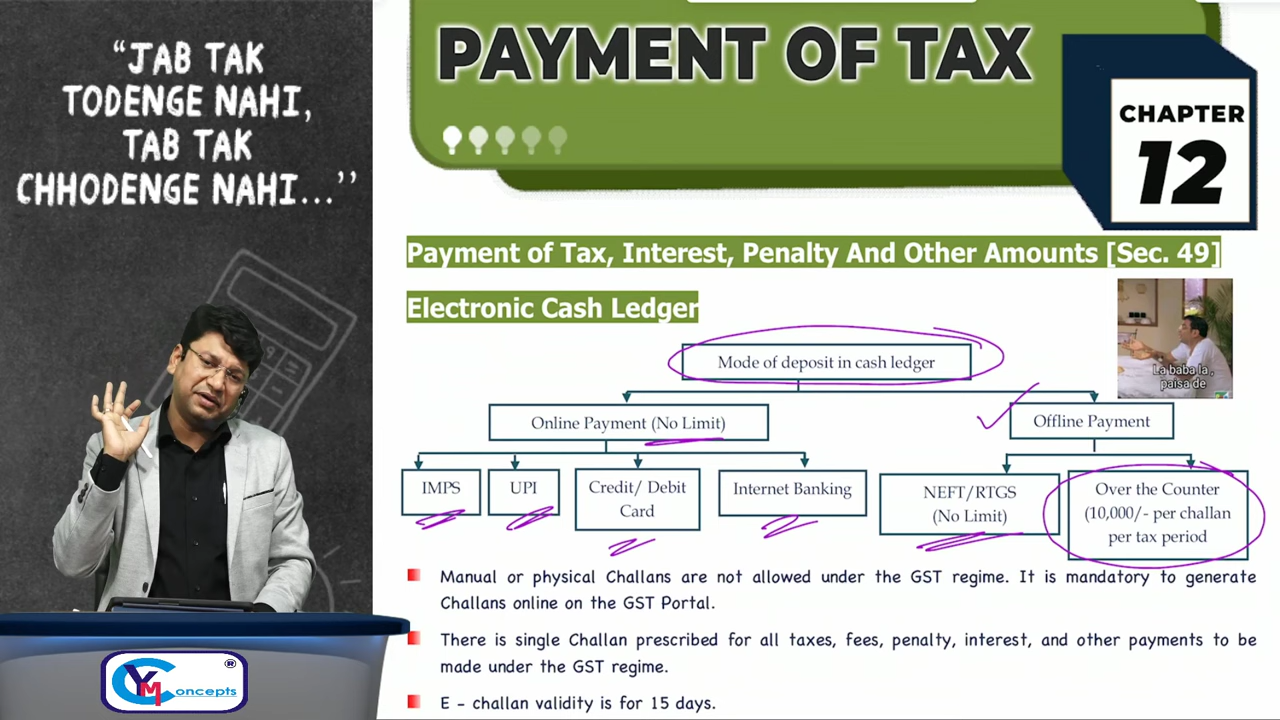 “JAB TAK
TODENGE NAHI,
TAB TAK
CHHODENGE NAHI...’’
PAYMENT OF TAX
CHAPTER
12
Payment of Tax, Interest, Penalty And Other Amounts [Sec. 49]
Electronic Cash Ledger
La baba la ,
paisa de
Mode of deposit in cash ledger
Online Payment (No Limit)
Offline Payment
IMPS
UPI
Credit/ Debit
Card
Internet Banking
NEFT/RTGS
(No Limit)
Over the Counter
(10,000/- per challan
per tax period
Manual or physical Challans are not allowed under the GST regime. It is mandatory to generate
Challans online on the GST Portal.
There is single Challan prescribed for all taxes, fees, penalty, interest, and other payments to be
made under the GST regime.
E - challan validity is for 15 days.
CYM
oncepts
®